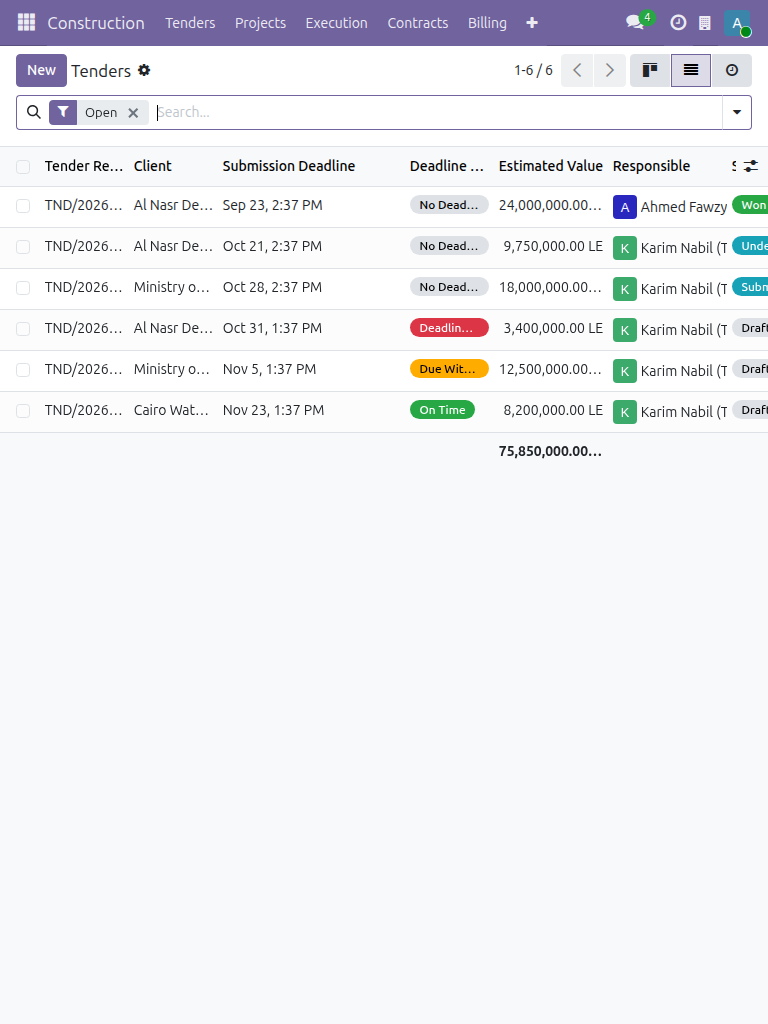 Construction Tenders Projects Execution Contracts Billing 4 A
New Tenders 1-6 / 6
Open Search...
Tender Re... Client Submission Deadline Deadline ... Estimated Value Responsible
TND/2026... Al Nasr De... Sep 23, 2:37 PM No Dead... 24,000,000.00... A Ahmed Fawzy Won
TND/2026... Al Nasr De... Oct 21, 2:37 PM No Dead... 9,750,000.00 LE K Karim Nabil (T Unde
TND/2026... Ministry o... Oct 28, 2:37 PM No Dead... 18,000,000.00... K Karim Nabil (T Subm
TND/2026... Al Nasr De... Oct 31, 1:37 PM Deadlin... 3,400,000.00 LE K Karim Nabil (T Draft
TND/2026... Ministry o... Nov 5, 1:37 PM Due Wit... 12,500,000.00... K Karim Nabil (T Draft
TND/2026... Cairo Wat... Nov 23, 1:37 PM On Time 8,200,000.00 LE K Karim Nabil (T Draft
75,850,000.00...